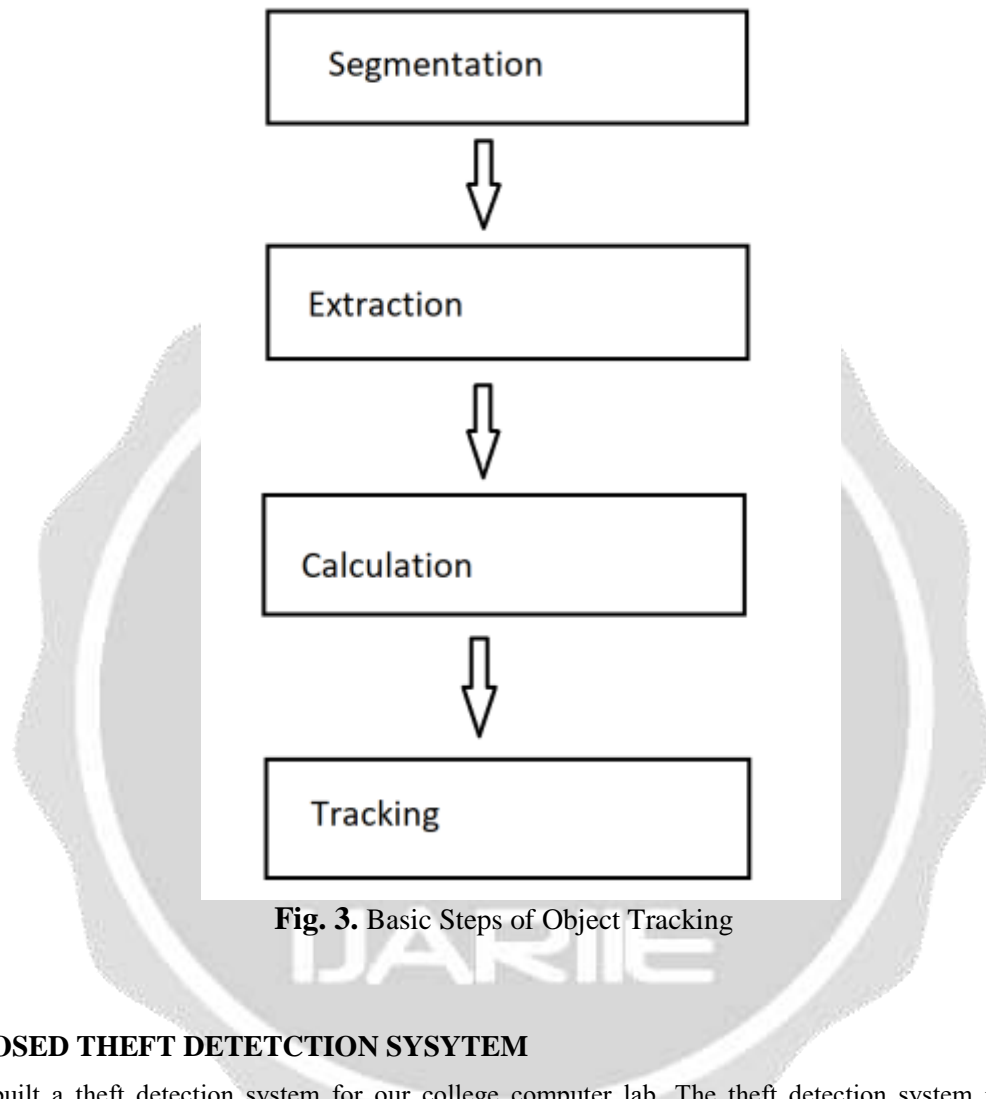 Segmentation
Extraction
Calculation
Tracking
Fig. 3. Basic Steps of Object Tracking
IJARIIE
OSED THEFT DETETCTION SYSYTEM
built a theft detection system for our college computer lab. The theft detection system